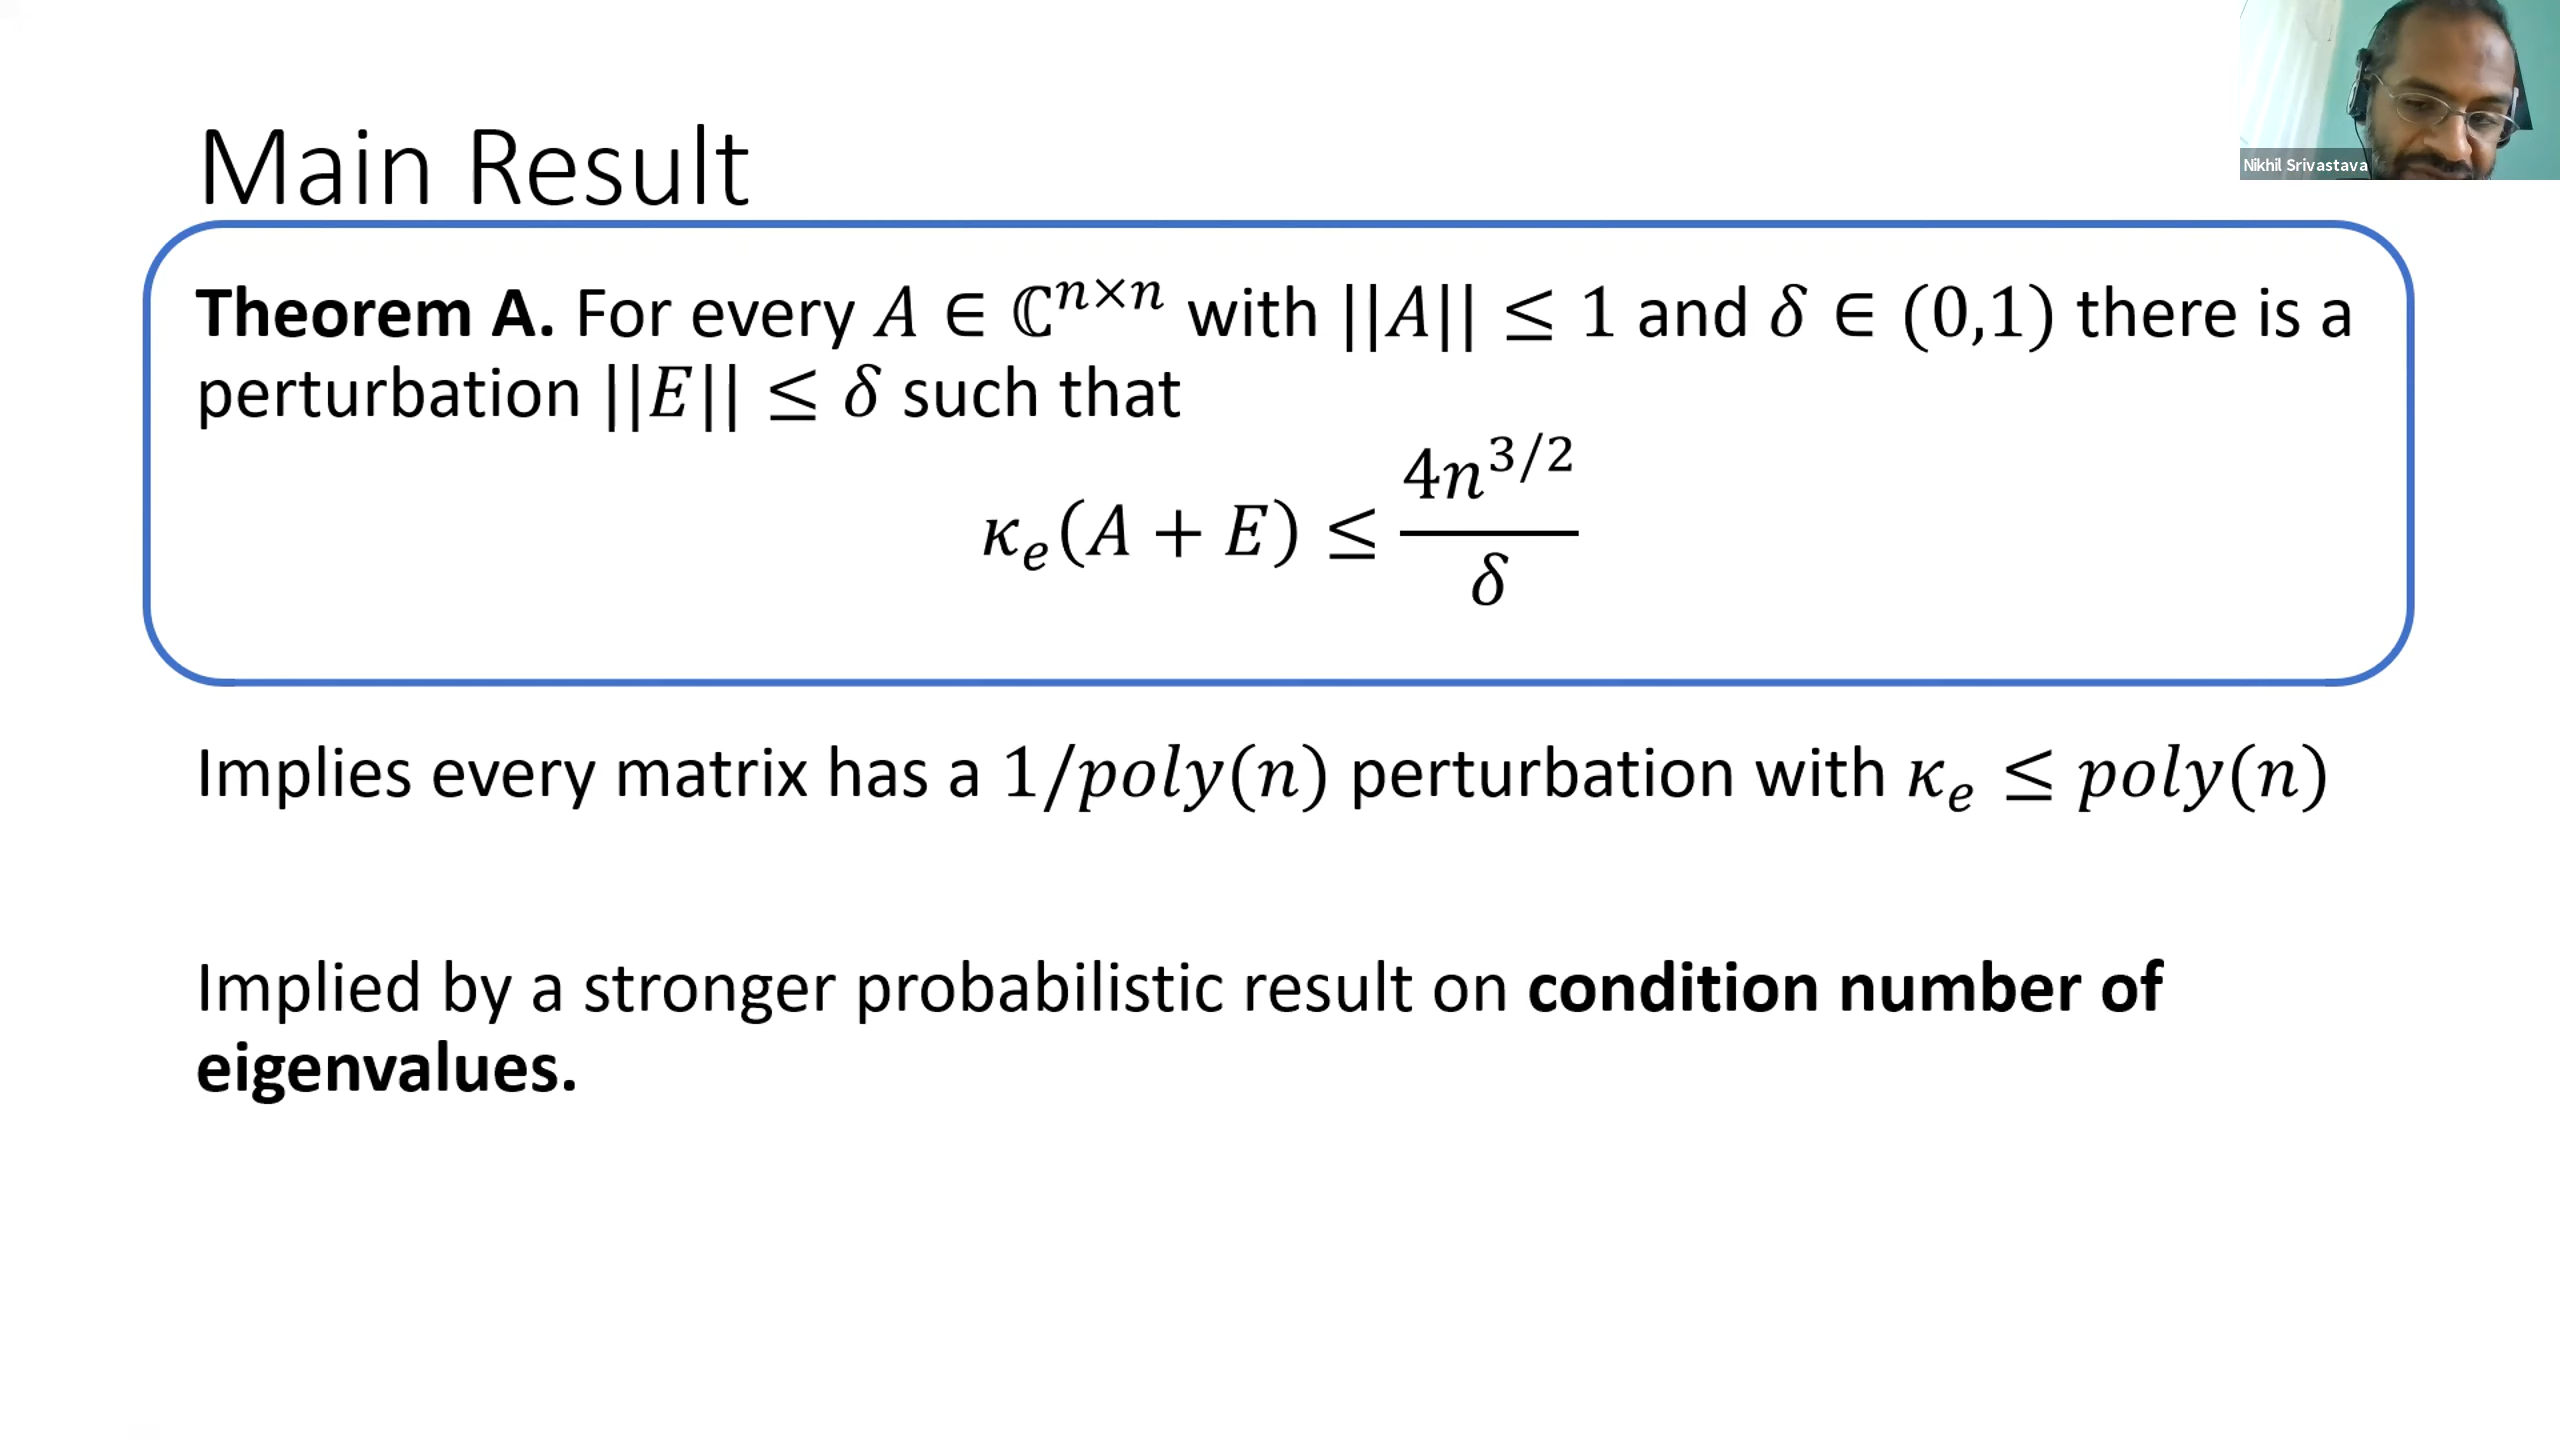 Nikhil Srivastava
Main Result
Theorem A. For every A ∈ ℂ^{n×n} with ||A|| ≤ 1 and δ ∈ (0,1) there is a
perturbation ||E|| ≤ δ such that
κ_e(A + E) ≤ 4n^{3/2} / δ
Implies every matrix has a 1/poly(n) perturbation with κ_e ≤ poly(n)
Implied by a stronger probabilistic result on condition number of
eigenvalues.